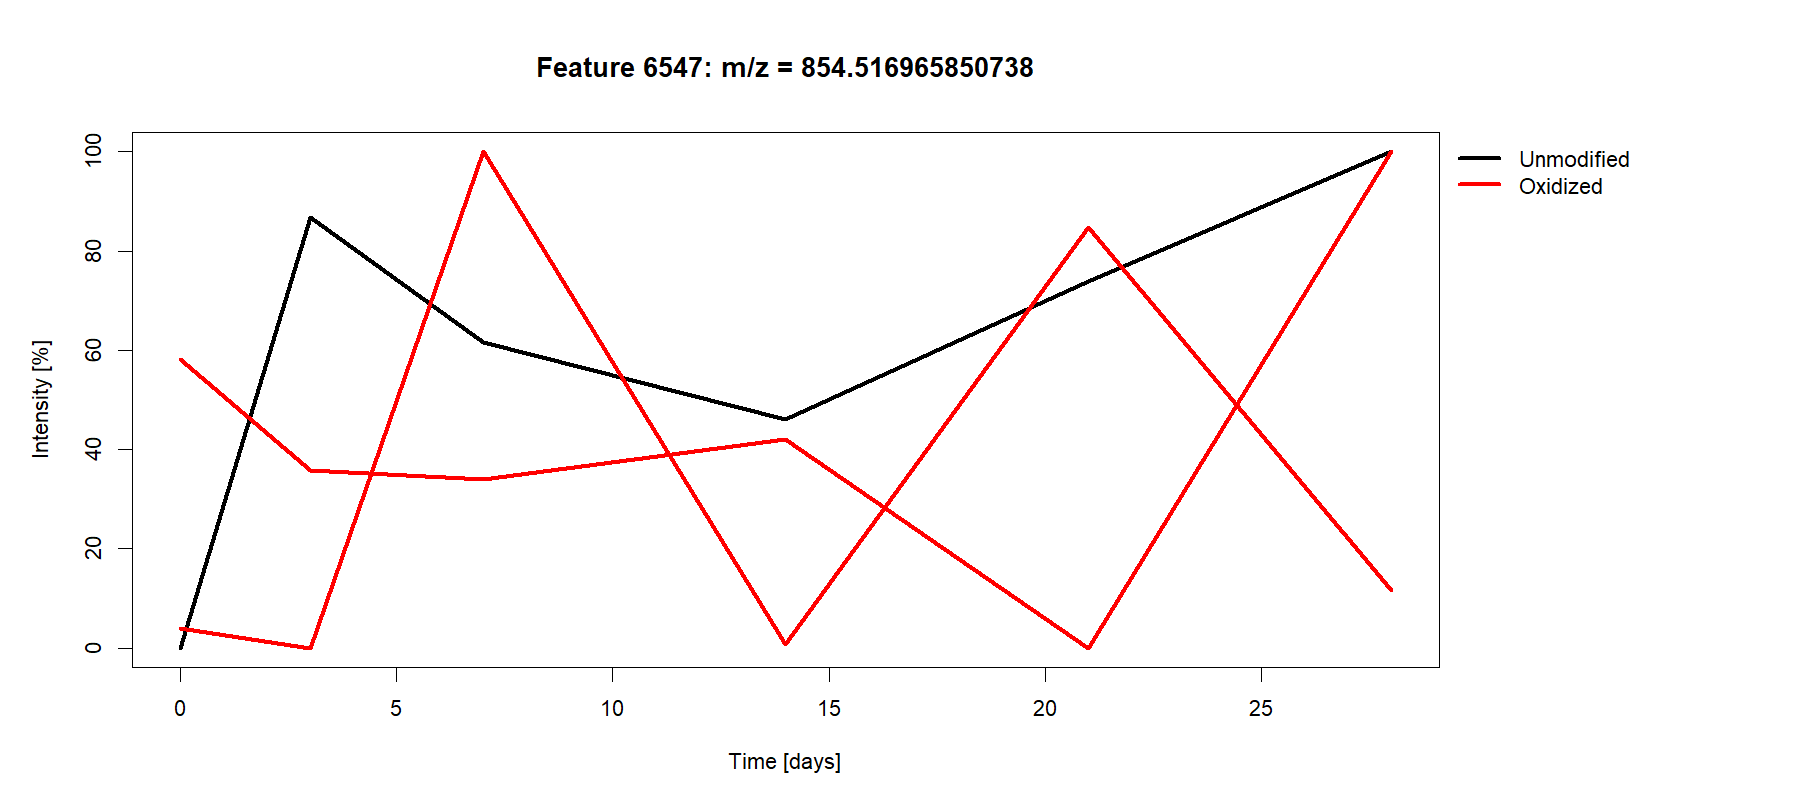 Feature 6547: m/z = 854.516965850738
Unmodified
Oxidized
100
80
60
40
20
0
Intensity [%]
0 5 10 15 20 25
Time [days]